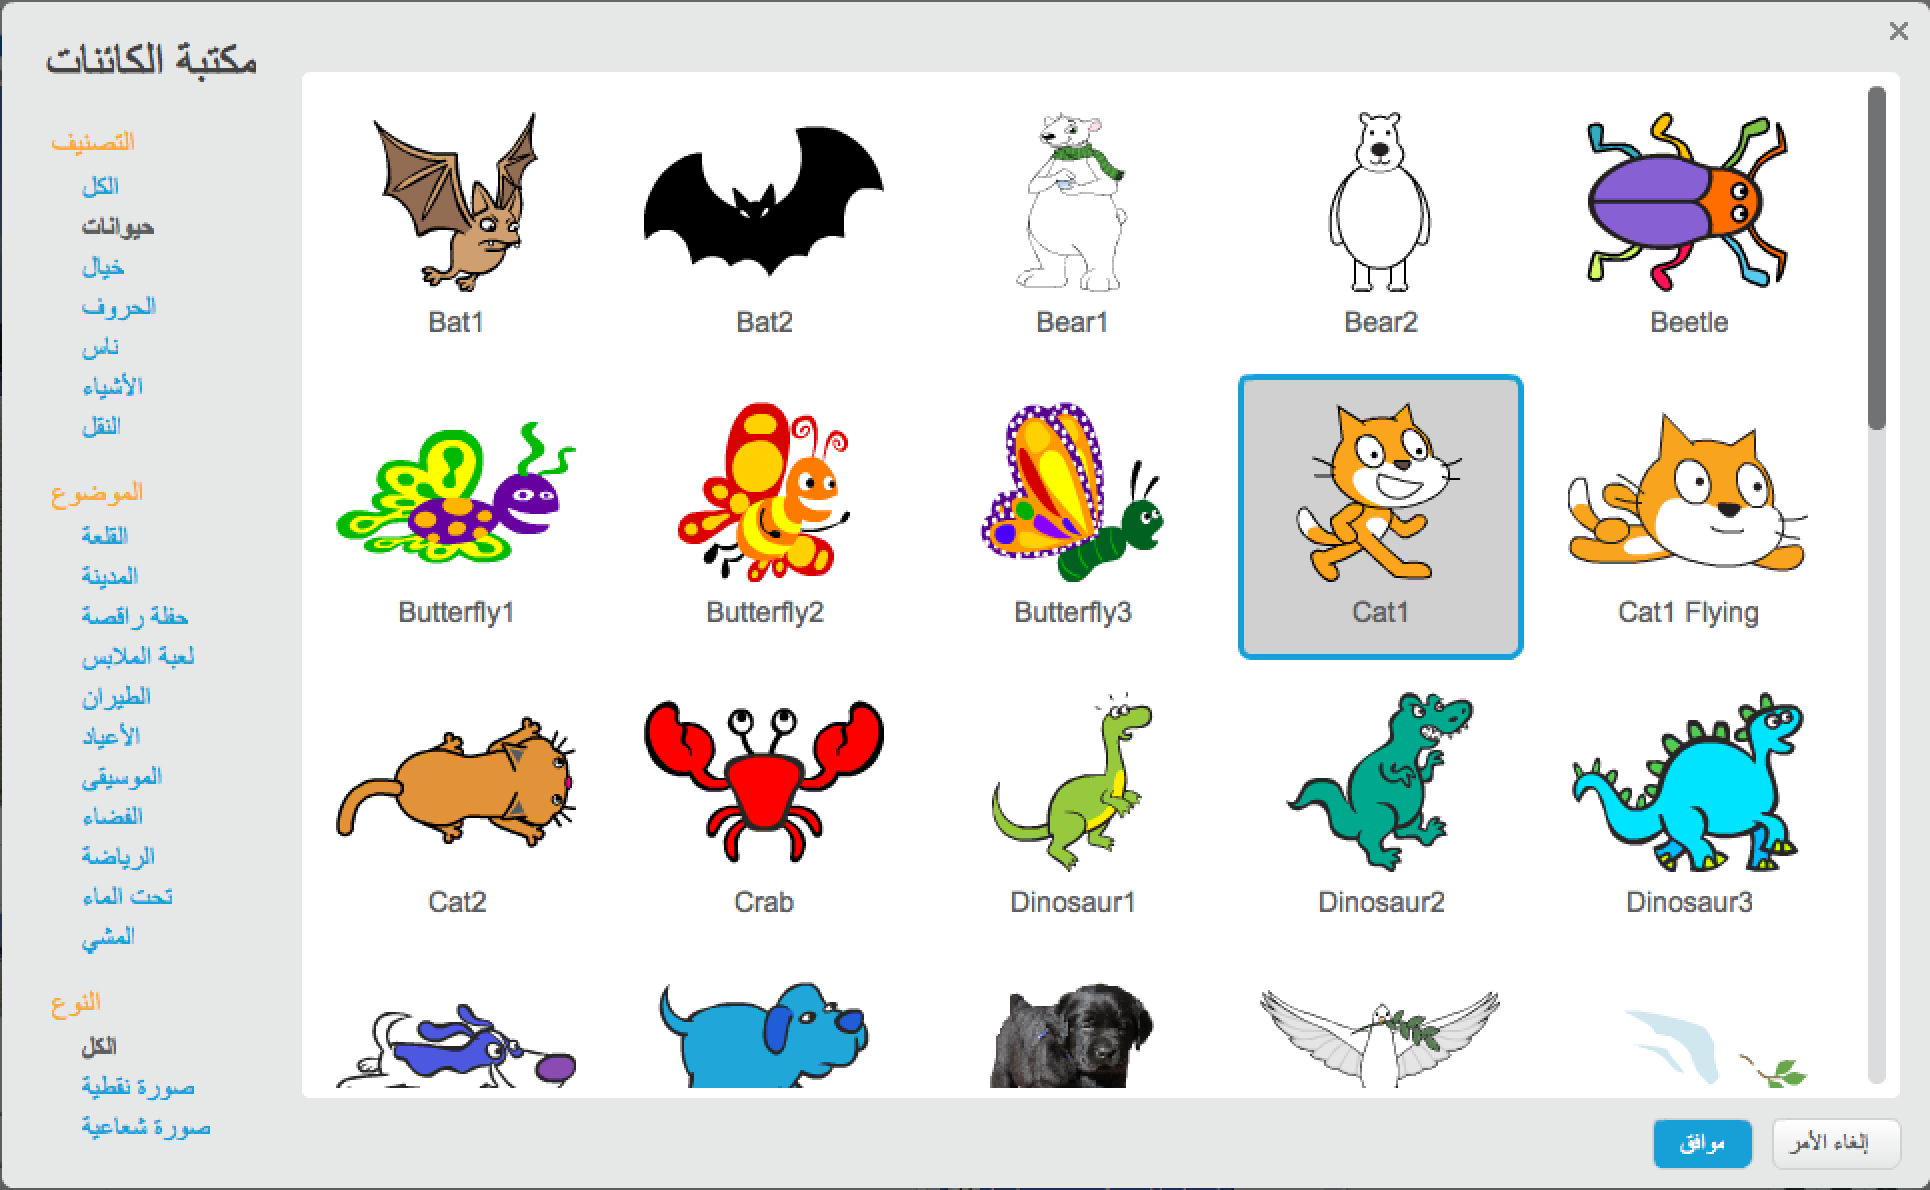 مكتبة الكائنات
التصنيف
الكل
حيوانات
خيال
الحروف
ناس
الأشياء
النقل
الموضوع
القلعة
المدينة
حفلة راقصة
لعبة الملابس
الطيران
الأعياد
الموسيقى
الفضاء
الرياضة
تحت الماء
المشي
النوع
الكل
صورة نقطية
صورة شعاعية
Bat1
Bat2
Bear1
Bear2
Beetle
Butterfly1
Butterfly2
Butterfly3
Cat1
Cat1 Flying
Cat2
Crab
Dinosaur1
Dinosaur2
Dinosaur3
موافق
إلغاء الأمر